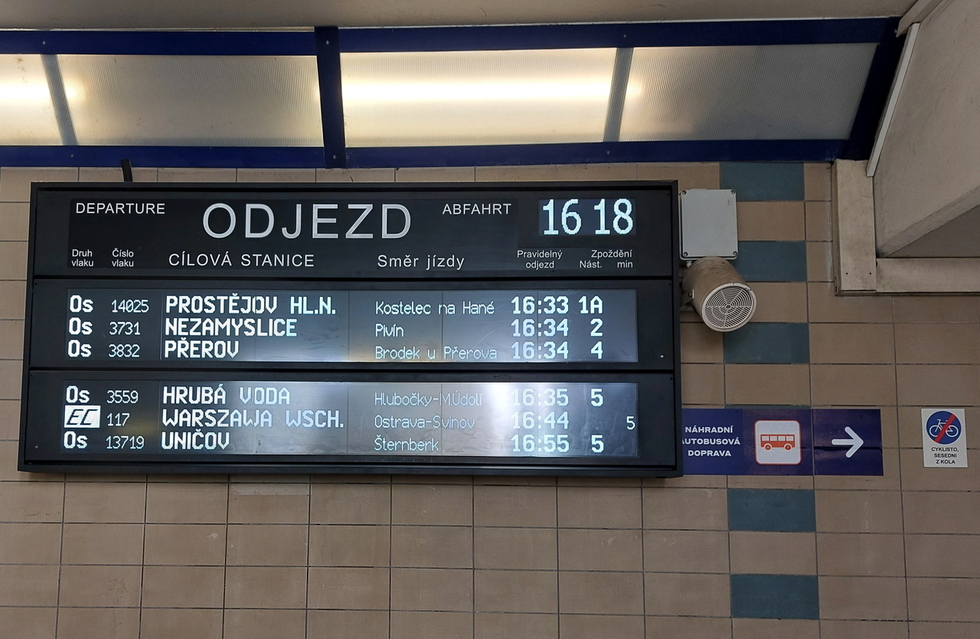 DEPARTURE ODJEZD ABFAHRT 16 18
Druh vlaku Číslo vlaku CÍLOVÁ STANICE Směr jízdy Pravidelný odjezd Nást. Zpoždění min
Os 14025 PROSTĚJOV HL.N. Kostelec na Hané 16:33 1A
Os 3731 NEZAMYSLICE Pivín 16:34 2
Os 3832 PŘEROV Brodek u Přerova 16:34 4
Os 3559 HRUBÁ VODA Hlubočky-M.Údolí 16:35 5
EC 117 WARSZAWA WSCH. Ostrava-Svinov 16:44 5
Os 13719 UNIČOV Šternberk 16:55 5
NÁHRADNÍ
AUTOBUSOVÁ
DOPRAVA
CYKLISTO,
SESEDNI
Z KOLA